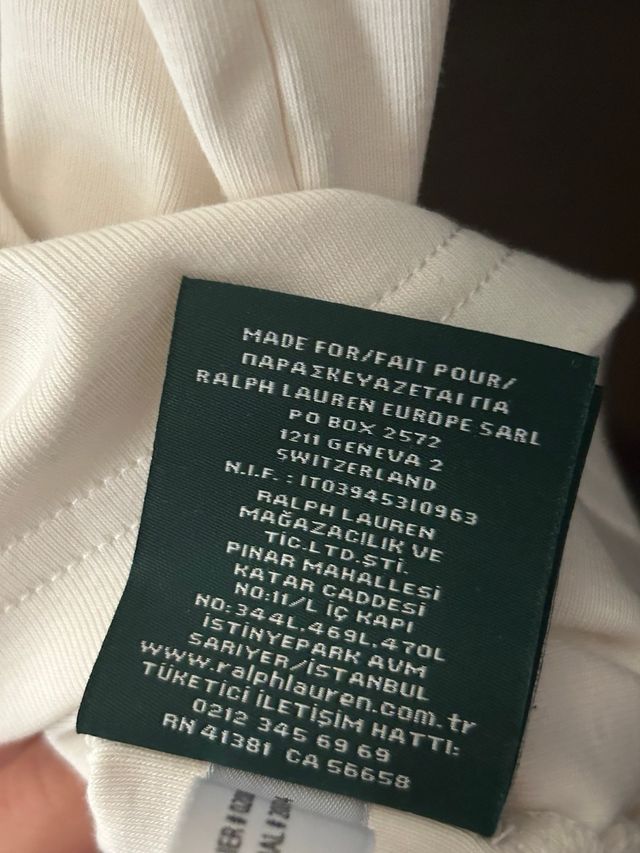 MADE FOR/FAIT POUR/
ΠΑΡΑΣΚΕΥΑΖΕΤΑΙ ΓΙΑ
RALPH LAUREN EUROPE SARL
PO BOX 2572
1211 GENEVA 2
SWITZERLAND
N.I.F. : IT03945310963
RALPH LAUREN
MAĞAZACILIK VE
TİC.LTD.ŞTİ.
PINAR MAHALLESİ
KATAR CADDESİ
NO:11/L İÇ KAPI
NO:344L.469L.470L
İSTİNYEPARK AVM
SARIYER/İSTANBUL
www.ralphlauren.com.tr
TÜKETİCİ İLETİŞİM HATTI:
0212 345 69 69
RN 41381 CA 56658